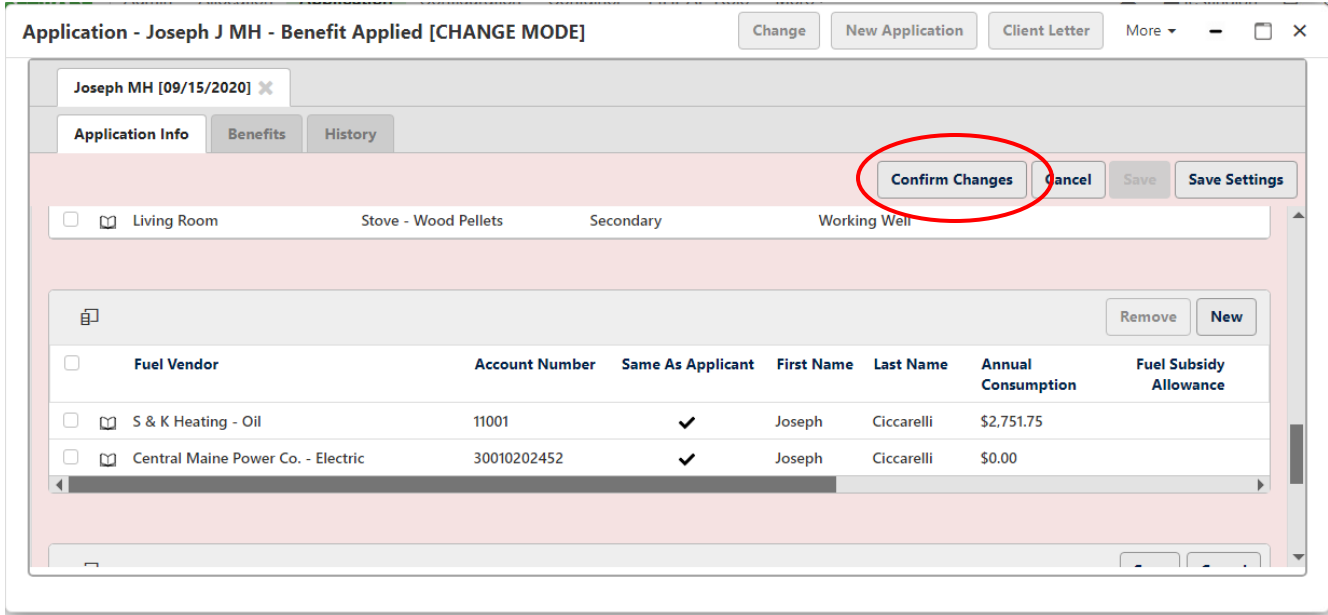 Application - Joseph J MH - Benefit Applied [CHANGE MODE] Change New Application Client Letter More
Joseph MH [09/15/2020]
Application Info Benefits History
Confirm Changes Cancel Save Save Settings
Living Room Stove - Wood Pellets Secondary Working Well
Remove New
Fuel Vendor Account Number Same As Applicant First Name Last Name Annual Fuel Subsidy
Consumption Allowance
S & K Heating - Oil 11001 Joseph Ciccarelli $2,751.75
Central Maine Power Co. - Electric 30010202452 Joseph Ciccarelli $0.00